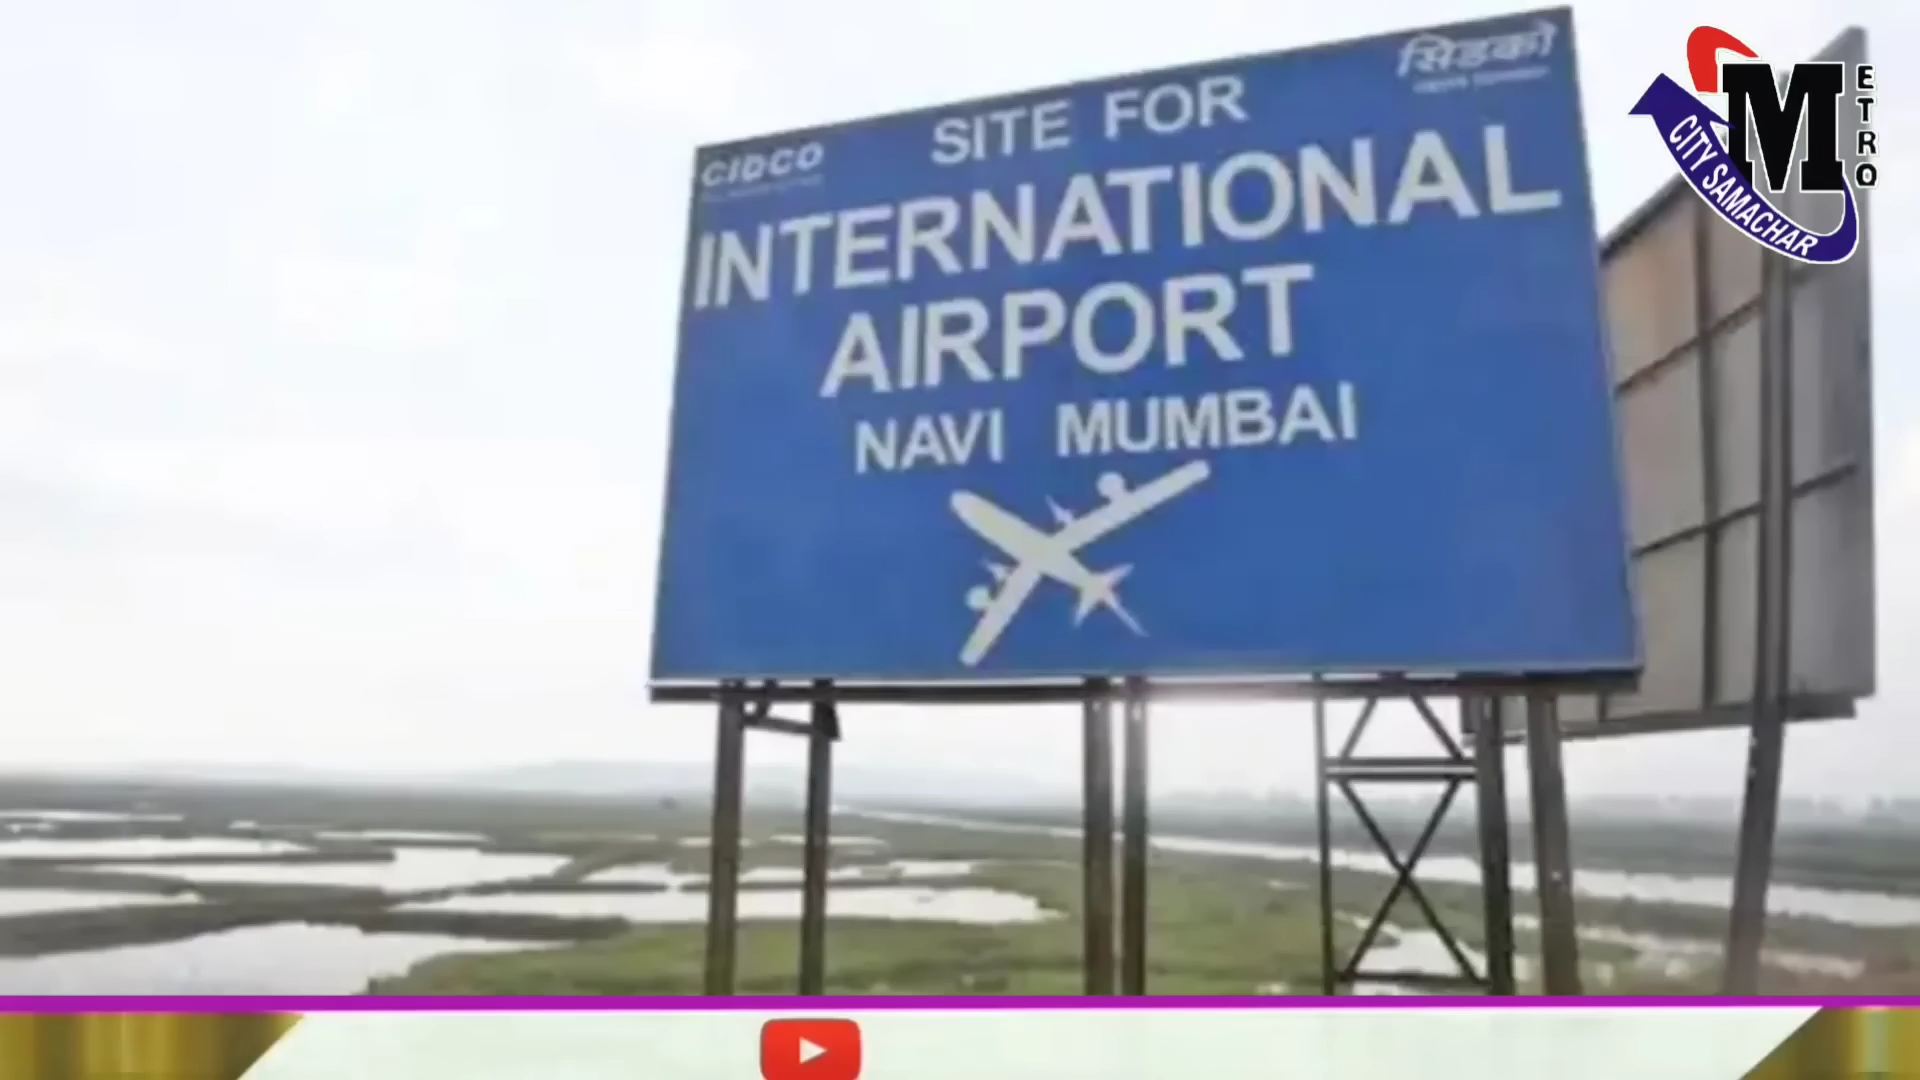 CIDCO
सिडको
SITE FOR
INTERNATIONAL
AIRPORT
NAVI MUMBAI
METRO
CITY SAMACHAR